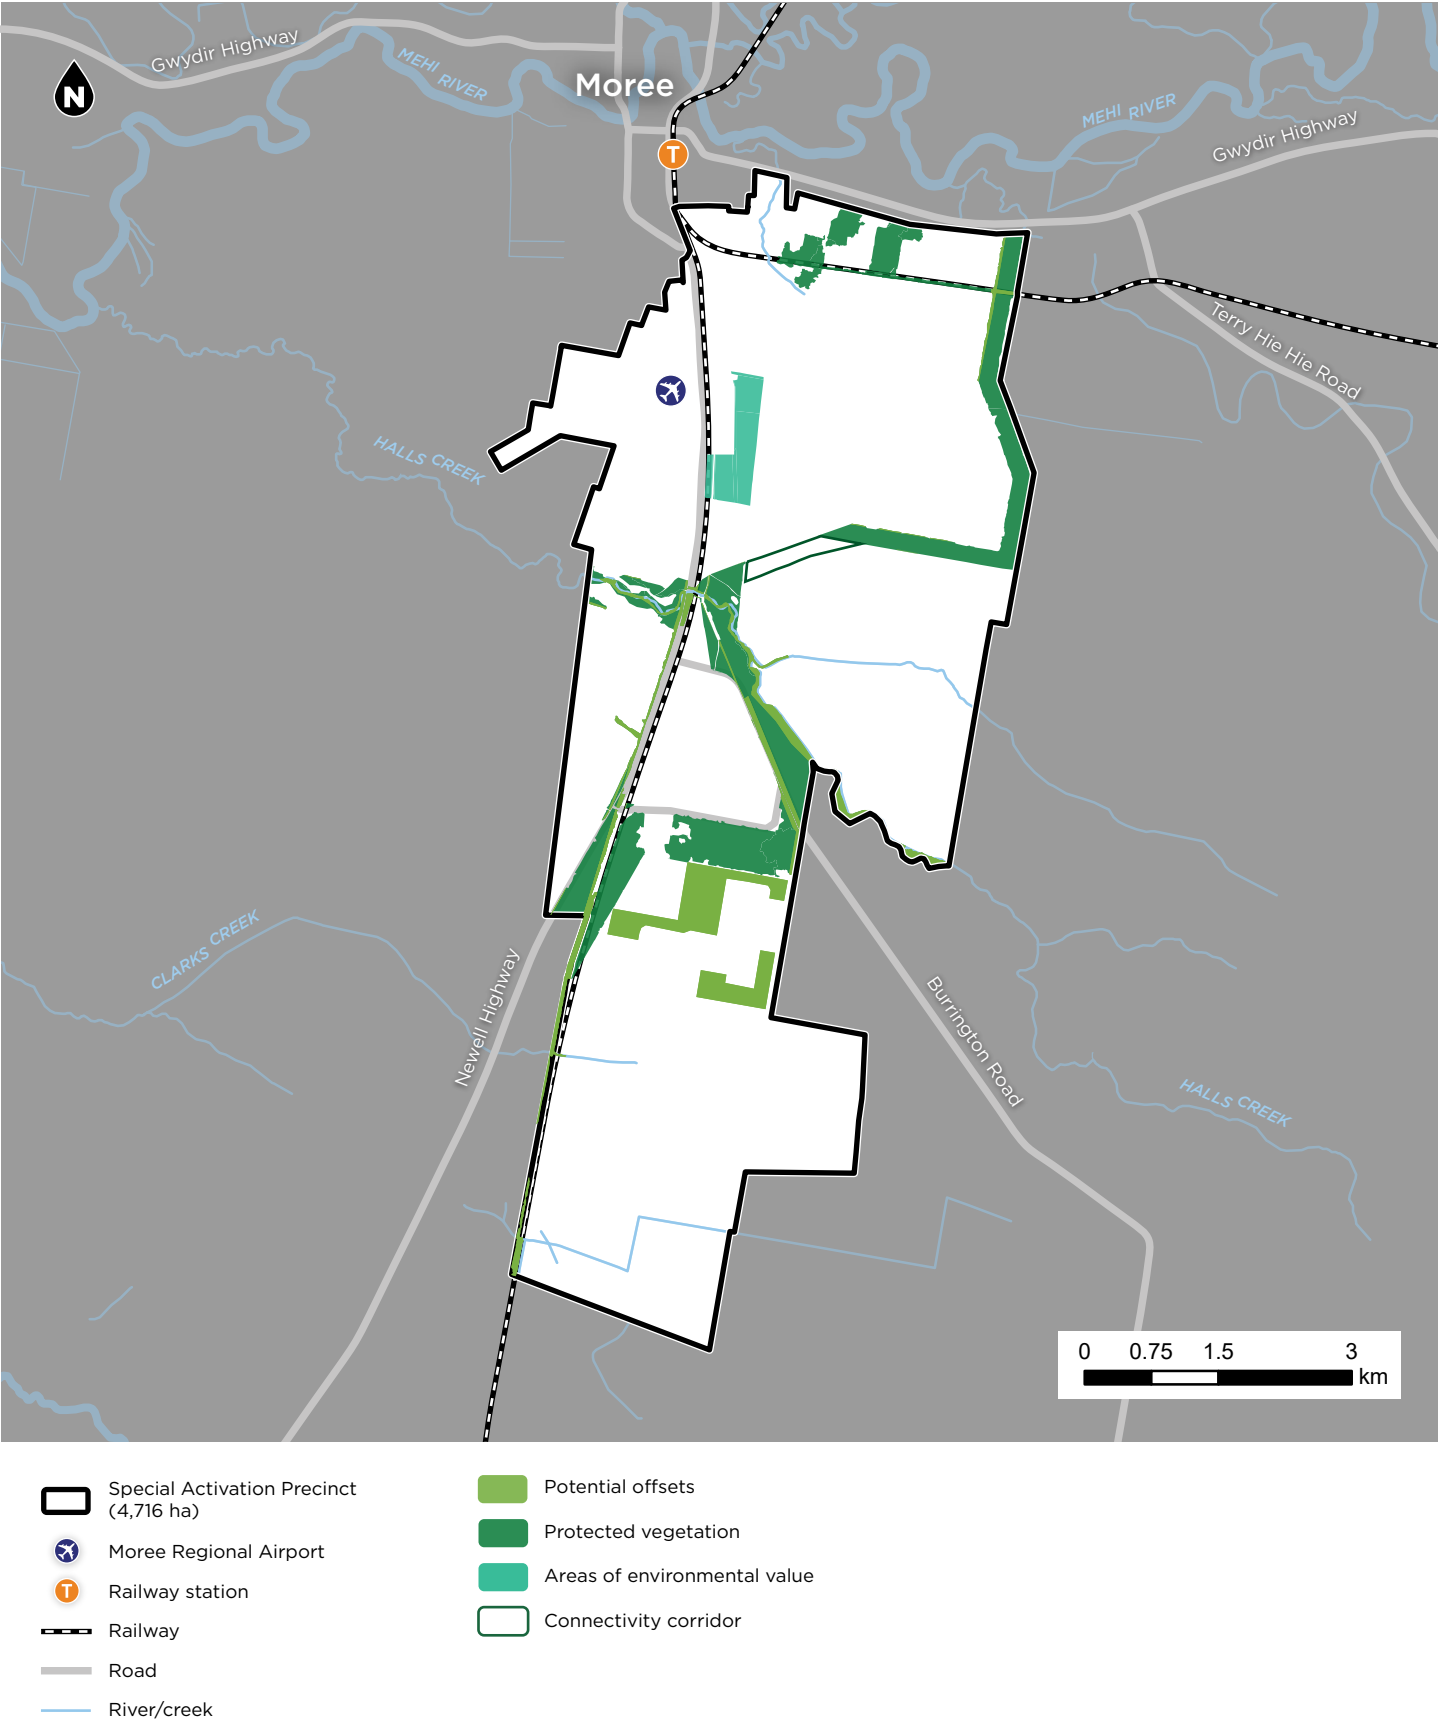 Gwydir Highway
MEHI RIVER
Moree
N
T
MEHI RIVER
Gwydir Highway
Terry Hie Hie Road
HALLS CREEK
CLARKS CREEK
Newell Highway
Burrington Road
HALLS CREEK
0 0.75 1.5 3
km
Special Activation Precinct
(4,716 ha)
Moree Regional Airport
T Railway station
Railway
Road
River/creek
Potential offsets
Protected vegetation
Areas of environmental value
Connectivity corridor